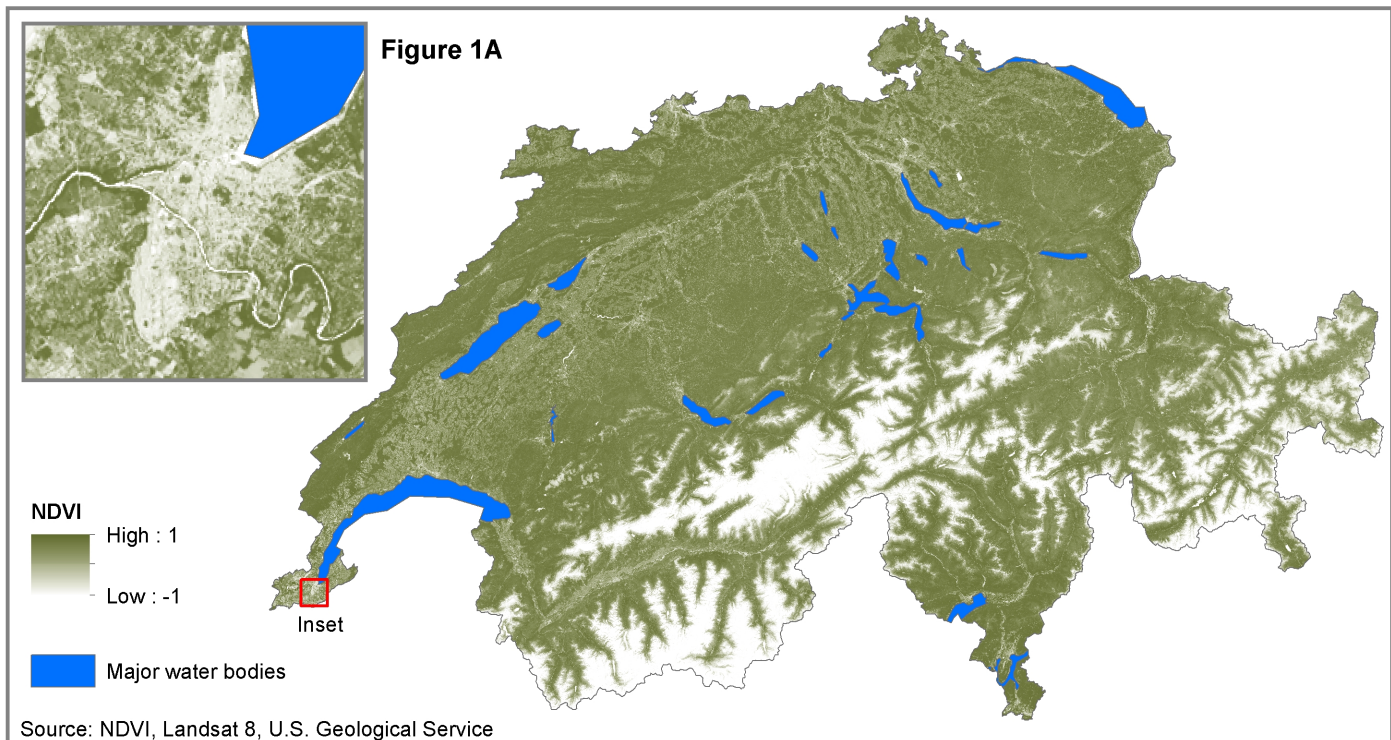 Figure 1A
NDVI
High : 1
Low : -1
Inset
Major water bodies
Source: NDVI, Landsat 8, U.S. Geological Service